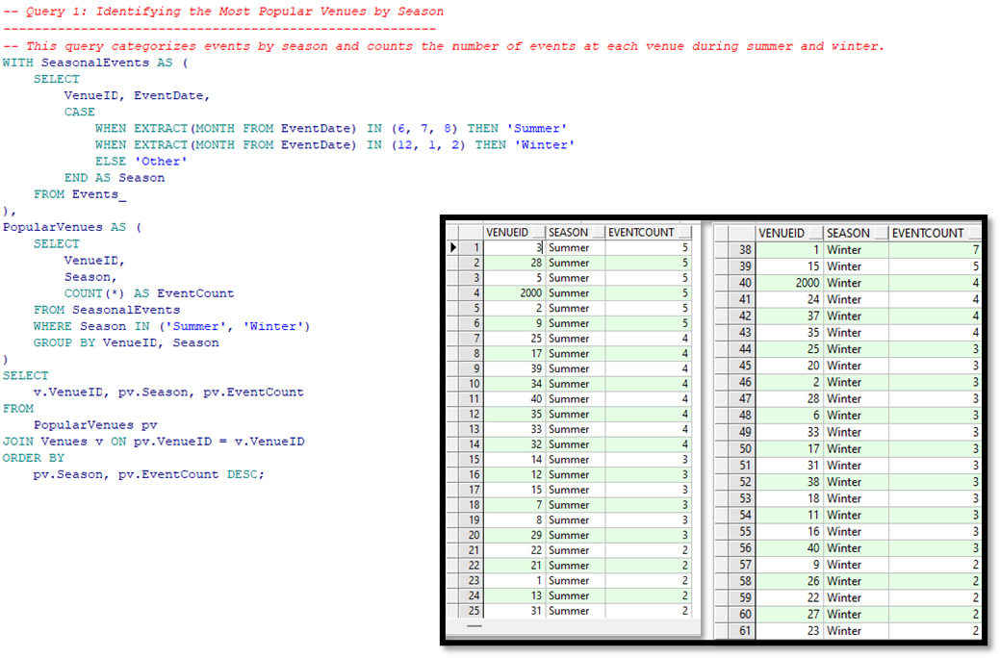 -- Query 1: Identifying the Most Popular Venues by Season
--------------------------------------------------------
-- This query categorizes events by season and counts the number of events at each venue during summer and winter.
WITH SeasonalEvents AS (
    SELECT
        VenueID, EventDate,
        CASE
            WHEN EXTRACT(MONTH FROM EventDate) IN (6, 7, 8) THEN 'Summer'
            WHEN EXTRACT(MONTH FROM EventDate) IN (12, 1, 2) THEN 'Winter'
            ELSE 'Other'
        END AS Season
    FROM Events_
),
PopularVenues AS (
    SELECT
        VenueID,
        Season,
        COUNT(*) AS EventCount
    FROM SeasonalEvents
    WHERE Season IN ('Summer', 'Winter')
    GROUP BY VenueID, Season
)
SELECT
    v.VenueID, pv.Season, pv.EventCount
FROM
    PopularVenues pv
JOIN Venues v ON pv.VenueID = v.VenueID
ORDER BY
    pv.Season, pv.EventCount DESC;
VENUEID SEASON EVENTCOUNT
1 3 Summer 5
2 28 Summer 5
3 5 Summer 5
4 2000 Summer 5
5 2 Summer 5
6 9 Summer 5
7 25 Summer 4
8 17 Summer 4
9 39 Summer 4
10 34 Summer 4
11 40 Summer 4
12 35 Summer 4
13 33 Summer 4
14 32 Summer 4
15 14 Summer 3
16 12 Summer 3
17 15 Summer 3
18 7 Summer 3
19 8 Summer 3
20 29 Summer 3
21 22 Summer 2
22 21 Summer 2
23 1 Summer 2
24 13 Summer 2
25 31 Summer 2
VENUEID SEASON EVENTCOUNT
38 1 Winter 7
39 15 Winter 5
40 2000 Winter 4
41 24 Winter 4
42 37 Winter 4
43 35 Winter 4
44 25 Winter 3
45 20 Winter 3
46 2 Winter 3
47 28 Winter 3
48 6 Winter 3
49 33 Winter 3
50 17 Winter 3
51 31 Winter 3
52 38 Winter 3
53 18 Winter 3
54 11 Winter 3
55 16 Winter 3
56 40 Winter 3
57 9 Winter 2
58 26 Winter 2
59 22 Winter 2
60 27 Winter 2
61 23 Winter 2